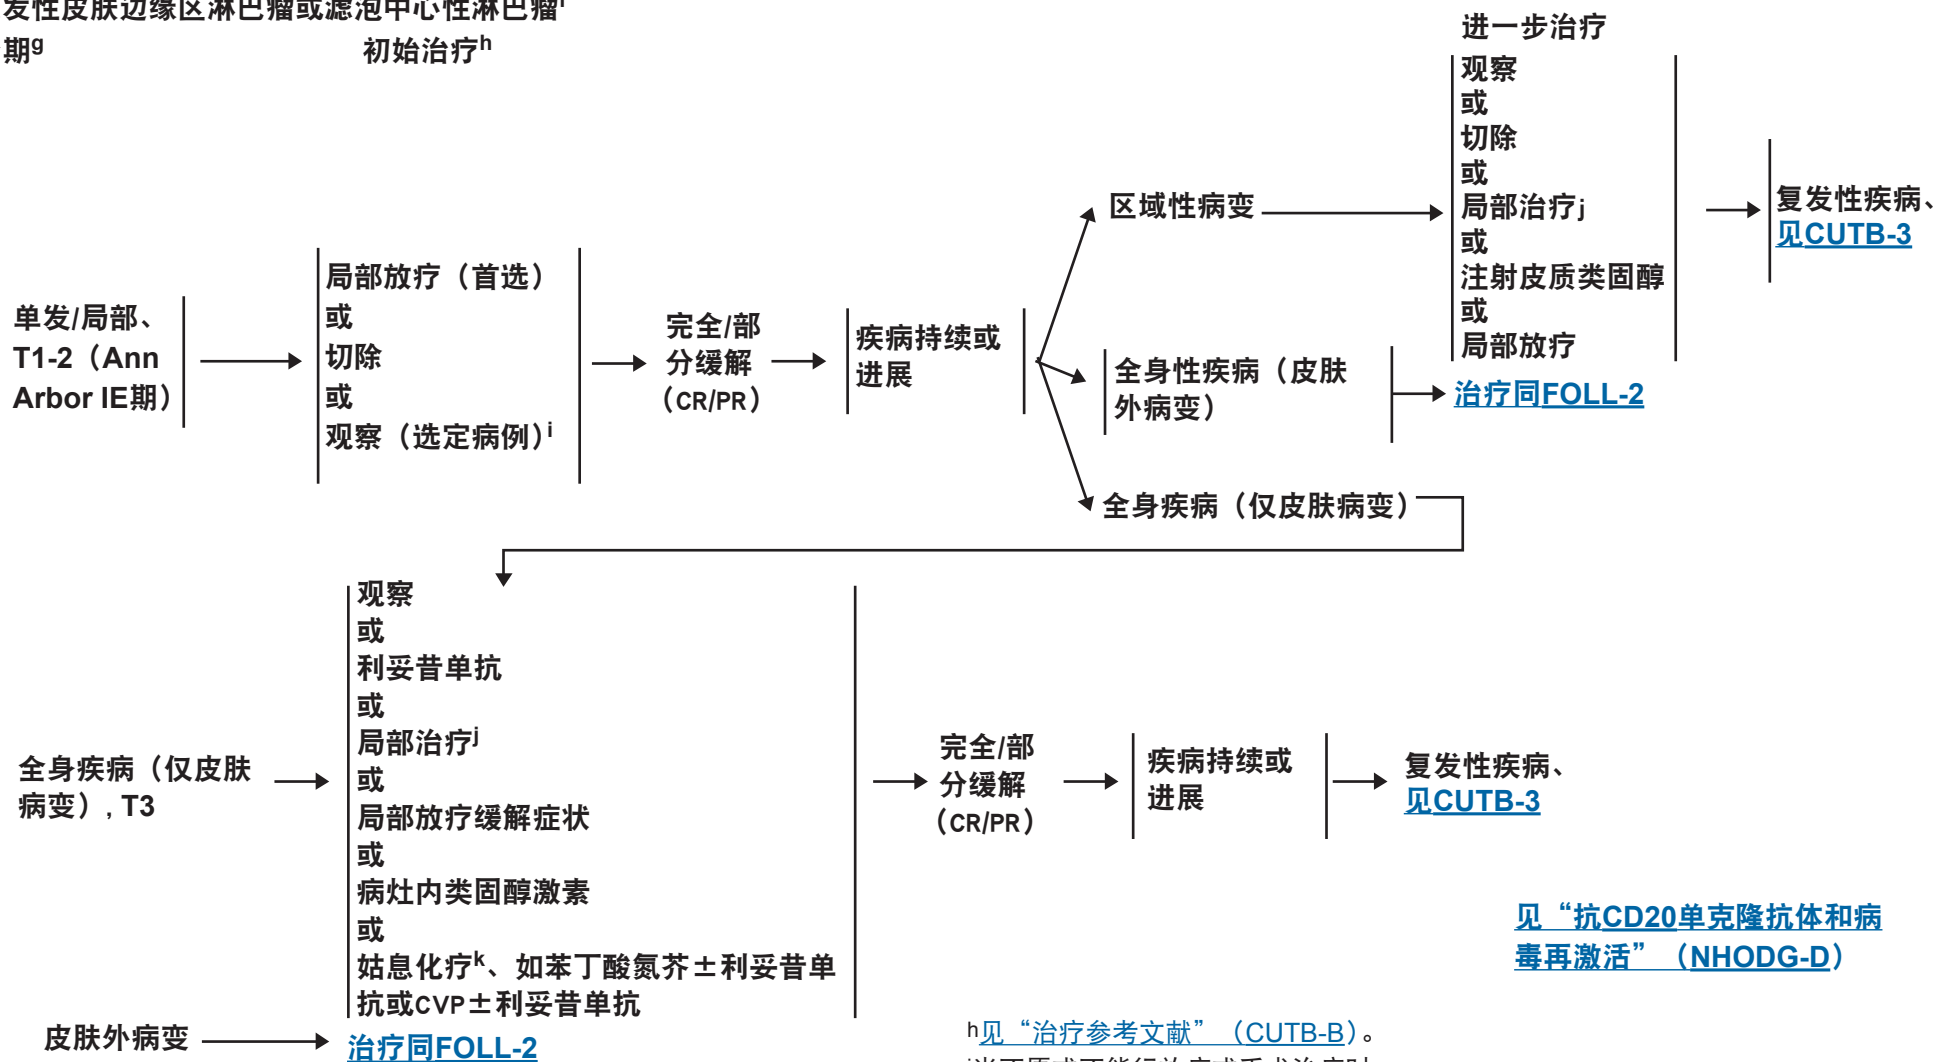 发性皮肤边缘区淋巴瘤或滤泡中心性淋巴瘤
期g
初始治疗h
单发/局部、
T1-2（Ann
Arbor IE期）
局部放疗（首选）
或
切除
或
观察（选定病例）i
完全/部
分缓解
（CR/PR）
疾病持续或
进展
区域性病变
全身性疾病（皮肤
外病变）
全身疾病（仅皮肤病变）
进一步治疗
观察
或
切除
或
局部治疗j
或
注射皮质类固醇
或
局部放疗
治疗同FOLL-2
复发性疾病、
见CUTB-3
全身疾病（仅皮肤
病变）, T3
观察
或
利妥昔单抗
或
局部治疗j
或
局部放疗缓解症状
或
病灶内类固醇激素
或
姑息化疗k、如苯丁酸氮芥±利妥昔单
抗或CVP±利妥昔单抗
完全/部
分缓解
（CR/PR）
疾病持续或
进展
复发性疾病、
见CUTB-3
见“抗CD20单克隆抗体和病
毒再激活”（NHODG-D）
皮肤外病变
治疗同FOLL-2
h见“治疗参考文献”（CUTB-B）。